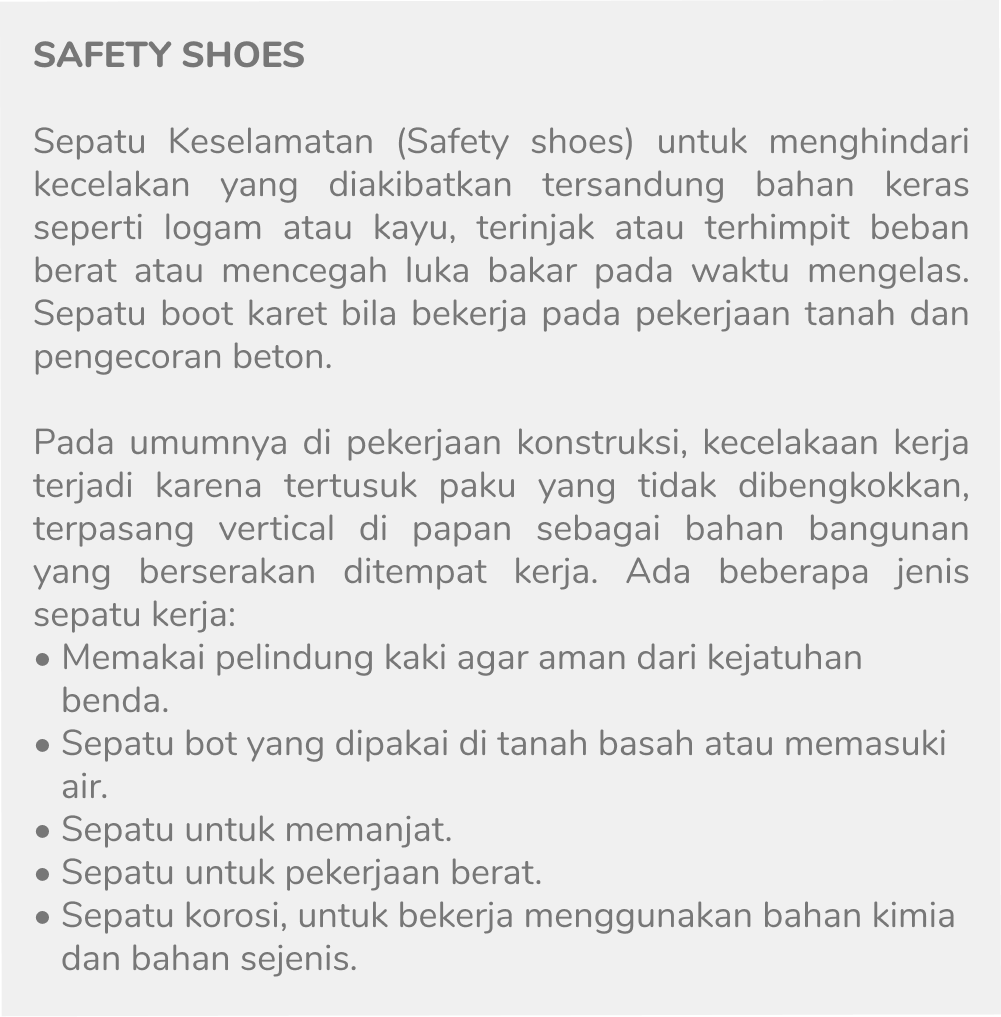 SAFETY SHOES
Sepatu Keselamatan (Safety shoes) untuk menghindari
kecelakan yang diakibatkan tersandung bahan keras
seperti logam atau kayu, terinjak atau terhimpit beban
berat atau mencegah luka bakar pada waktu mengelas.
Sepatu boot karet bila bekerja pada pekerjaan tanah dan
pengecoran beton.
Pada umumnya di pekerjaan konstruksi, kecelakaan kerja
terjadi karena tertusuk paku yang tidak dibengkokkan,
terpasang vertical di papan sebagai bahan bangunan
yang berserakan ditempat kerja. Ada beberapa jenis
sepatu kerja:
• Memakai pelindung kaki agar aman dari kejatuhan
benda.
• Sepatu bot yang dipakai di tanah basah atau memasuki
air.
• Sepatu untuk memanjat.
• Sepatu untuk pekerjaan berat.
• Sepatu korosi, untuk bekerja menggunakan bahan kimia
dan bahan sejenis.